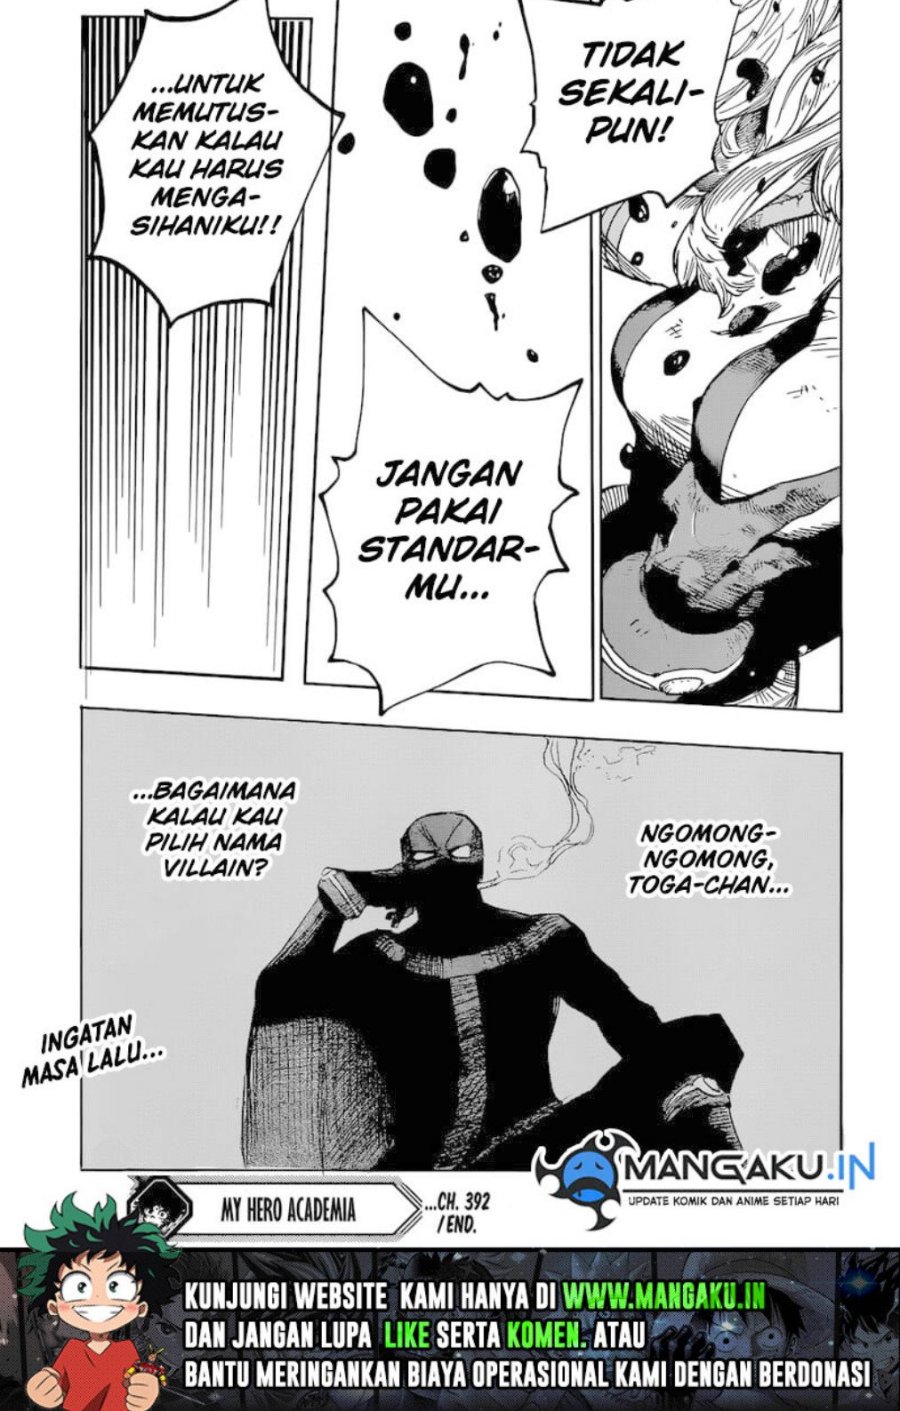 TIDAK
SEKALI-
PUN!
JANGAN
PAKAI
STANDAR-
MU...
...UNTUK
MEMUTUS-
KAN KALAU
KAU HARUS
MENGA-
SIHANIKU!!
NGOMONG-
NGOMONG,
TOGA-CHAN...
...BAGAIMANA
KALAU KAU
PILIH NAMA
VILLAIN?
INGATAN
MASA LALU...
MANGAKU.IN
UPDATE KOMIK DAN ANIME SETIAP HARI
MY HERO ACADEMIA
...CH. 392
/ END.
KUNJUNGI WEBSITE KAMI HANYA DI WWW.MANGAKU.IN
DAN JANGAN LUPA LIKE SERTA KOMEN. ATAU
BANTU MERINGANKAN BIAYA OPERASIONAL KAMI DENGAN BERDONASI